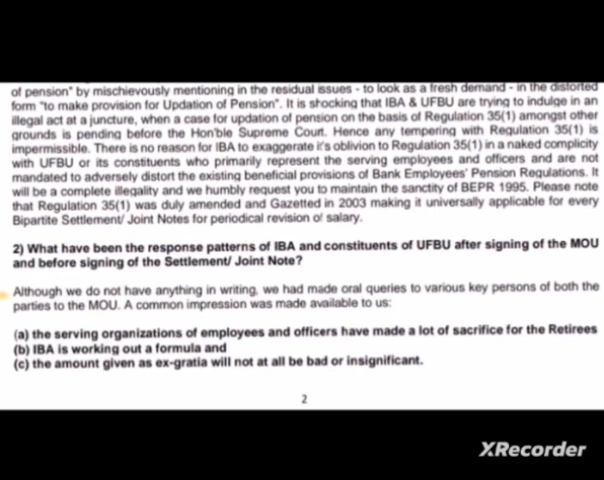 of pension" by mischievously mentioning in the residual issues - to look as a fresh demand - in the distorted
form "to make provision for Updation of Pension". It is shocking that IBA & UFBU are trying to indulge in an
illegal act at a juncture, when a case for updation of pension on the basis of Regulation 35(1) amongst other
grounds is pending before the Hon'ble Supreme Court. Hence any tempering with Regulation 35(1) is
impermissible. There is no reason for IBA to exaggerate it's oblivion to Regulation 35(1) in a naked complicity
with UFBU or its constituents who primarily represent the serving employees and officers and are not
mandated to adversely distort the existing beneficial provisions of Bank Employees' Pension Regulations. It
will be a complete illegality and we humbly request you to maintain the sanctity of BEPR 1995. Please note
that Regulation 35(1) was duly amended and Gazetted in 2003 making it universally applicable for every
Bipartite Settlement/ Joint Notes for periodical revision of salary.
2) What have been the response patterns of IBA and constituents of UFBU after signing of the MOU
and before signing of the Settlement/ Joint Note?
Although we do not have anything in writing, we had made oral queries to various key persons of both the
parties to the MOU. A common impression was made available to us:
(a) the serving organizations of employees and officers have made a lot of sacrifice for the Retirees
(b) IBA is working out a formula and
(c) the amount given as ex-gratia will not at all be bad or insignificant.
2
XRecorder